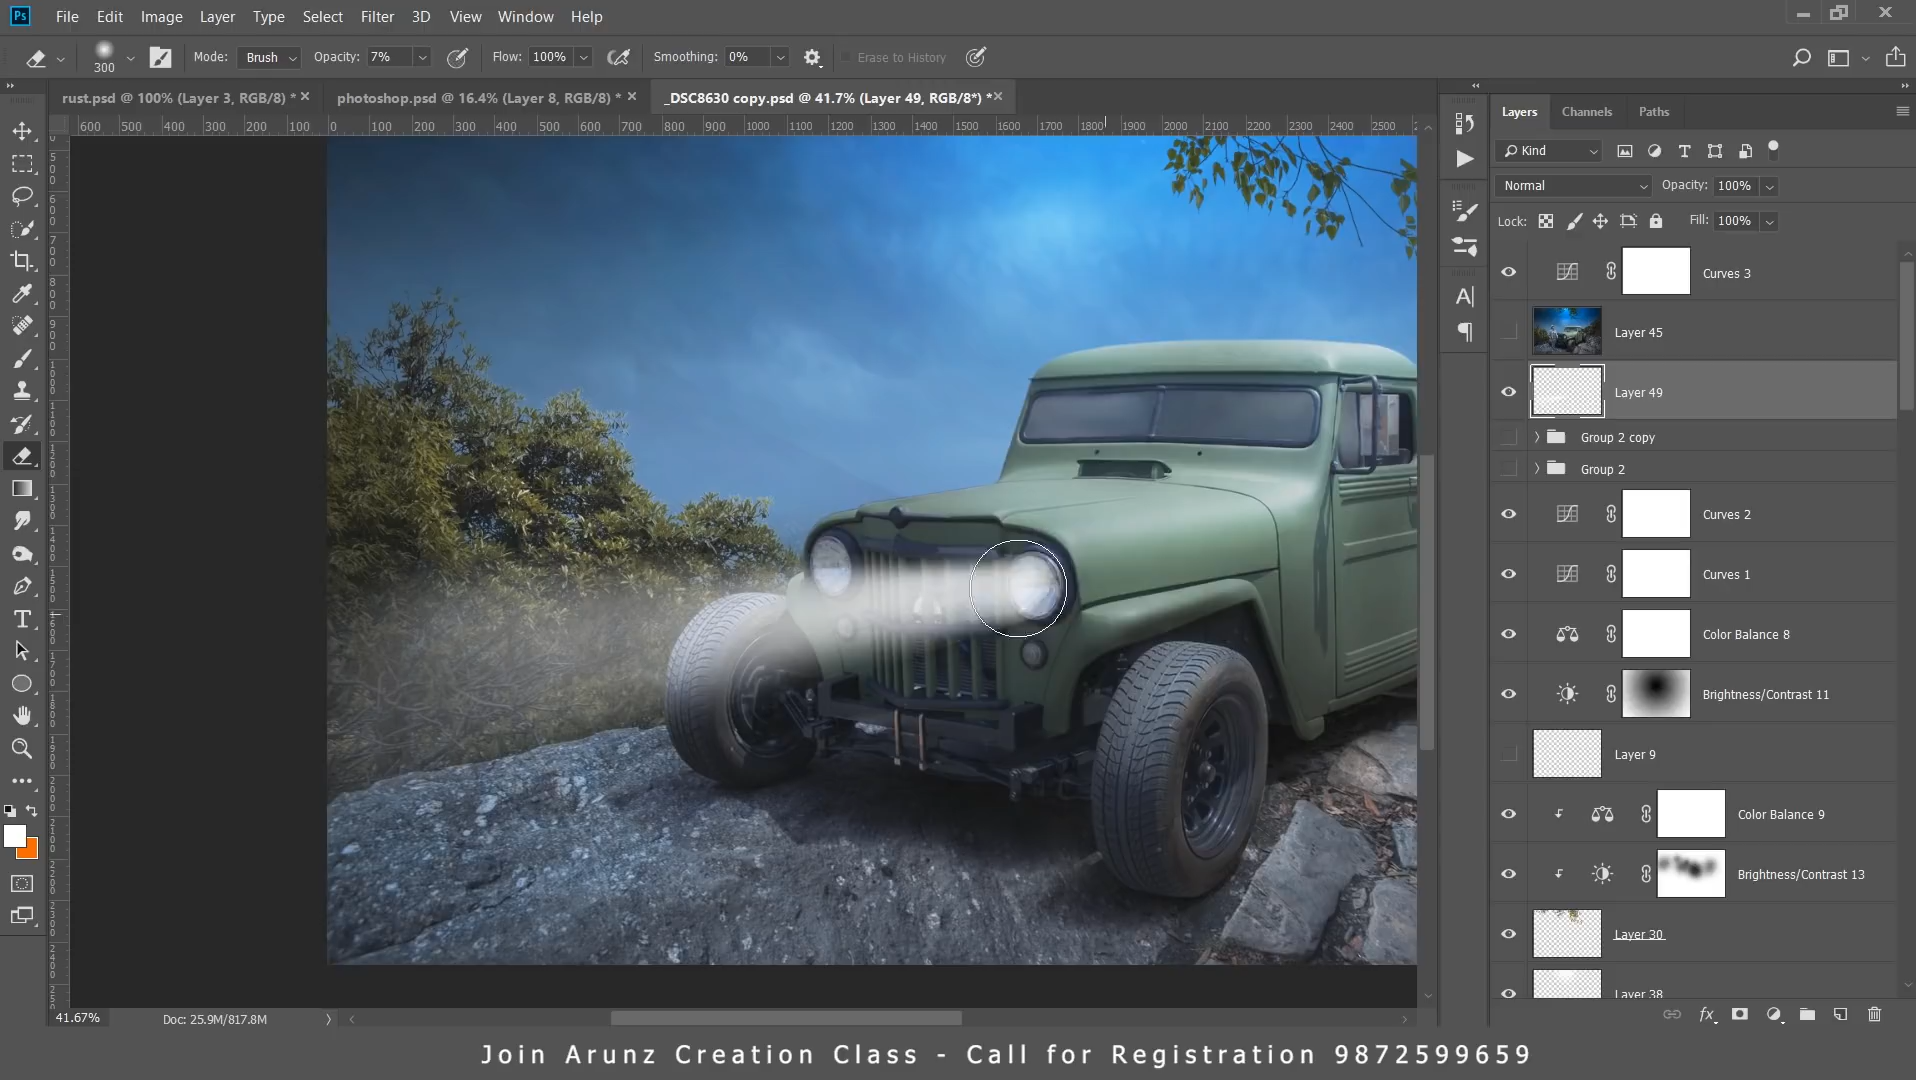 Ps File Edit Image Layer Type Select Filter 3D View Window Help
300 Mode: Brush Opacity: 7% Flow: 100% Smoothing: 0% Erase to History
rust.psd @ 100% (Layer 3, RGB/8) * photoshop.psd @ 16.4% (Layer 8, RGB/8) * _DSC8630 copy.psd @ 41.7% (Layer 49, RGB/8*) *
600 500 400 300 200 100 0 100 200 300 400 500 600 700 800 900 1000 1100 1200 1300 1400 1500 1600 1700 1800 1900 2000 2100 2200 2300 2400 2500
Layers Channels Paths
Kind
Normal Opacity: 100%
Lock: Fill: 100%
Curves 3
Layer 45
Layer 49
Group 2 copy
Group 2
Curves 2
Curves 1
Color Balance 8
Brightness/Contrast 11
Layer 9
Color Balance 9
Brightness/Contrast 13
Layer 30
Layer 38
41.67% Doc: 25.9M/817.8M
fx
Join Arunz Creation Class - Call for Registration 9872599659